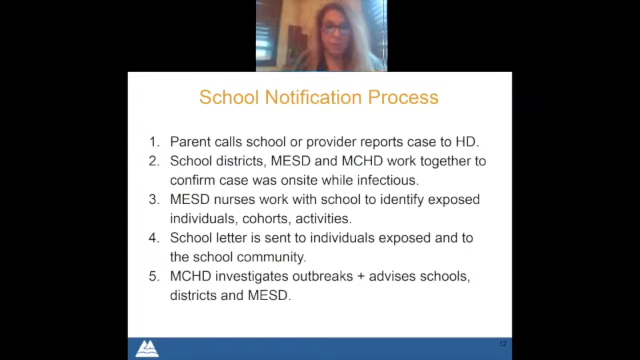 School Notification Process
1. Parent calls school or provider reports case to HD.
2. School districts, MESD and MCHD work together to
confirm case was onsite while infectious.
3. MESD nurses work with school to identify exposed
individuals, cohorts, activities.
4. School letter is sent to individuals exposed and to
the school community.
5. MCHD investigates outbreaks + advises schools,
districts and MESD.
12